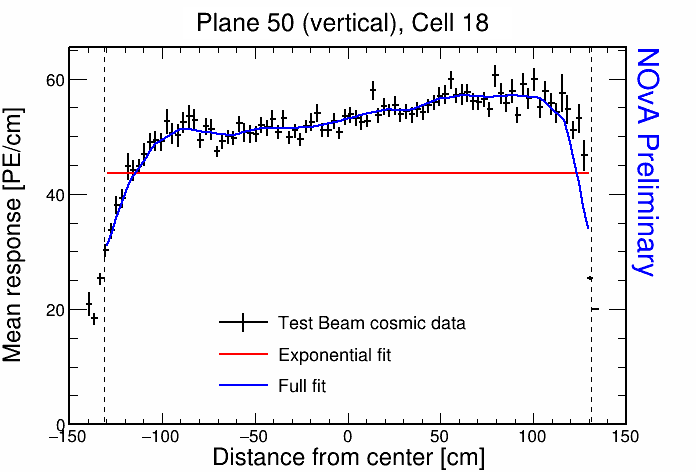 Plane 50 (vertical), Cell 18
NOvA Preliminary
Mean response [PE/cm]
60
40
20
0
Test Beam cosmic data
Exponential fit
Full fit
−150 −100 −50 0 50 100 150
Distance from center [cm]